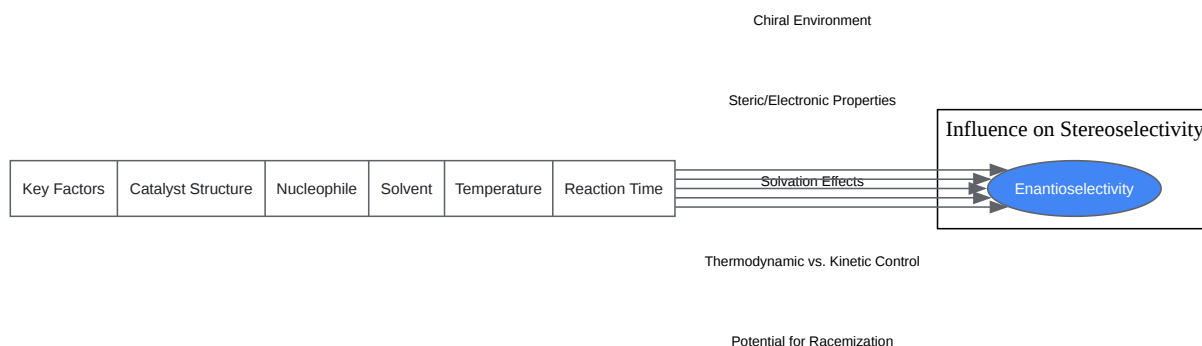 Chiral Environment
Steric/Electronic Properties
Influence on Stereoselectivity
Key Factors
Catalyst Structure
Nucleophile
Solvent
Temperature
Reaction Time
Solvation Effects
Enantioselectivity
Thermodynamic vs. Kinetic Control
Potential for Racemization